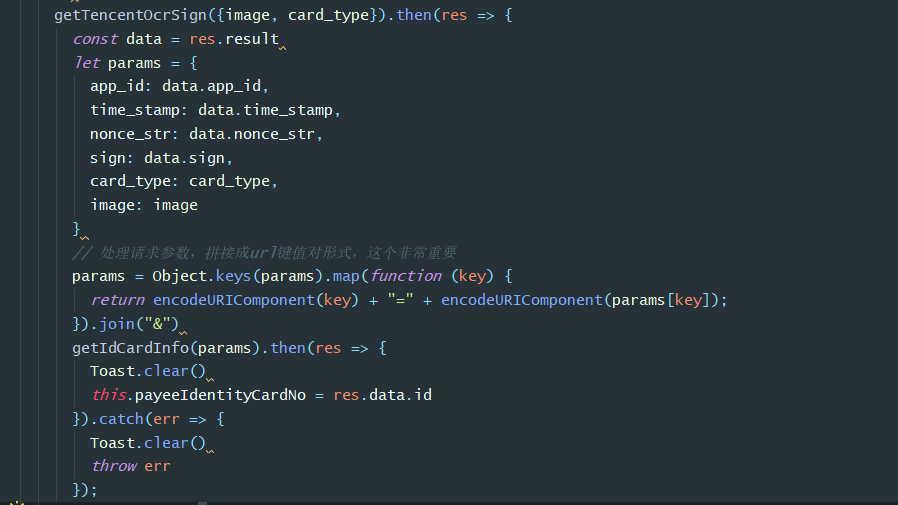 getTencentOcrSign({image, card_type}).then(res => {
const data = res.result
let params = {
app_id: data.app_id,
time_stamp: data.time_stamp,
nonce_str: data.nonce_str,
sign: data.sign,
card_type: card_type,
image: image
}
// 处理请求参数，拼接成url键值对形式，这个非常重要
params = Object.keys(params).map(function (key) {
return encodeURIComponent(key) + "=" + encodeURIComponent(params[key]);
}).join("&")
getIdCardInfo(params).then(res => {
Toast.clear()
this.payeeIdentityCardNo = res.data.id
}).catch(err => {
Toast.clear()
throw err
});